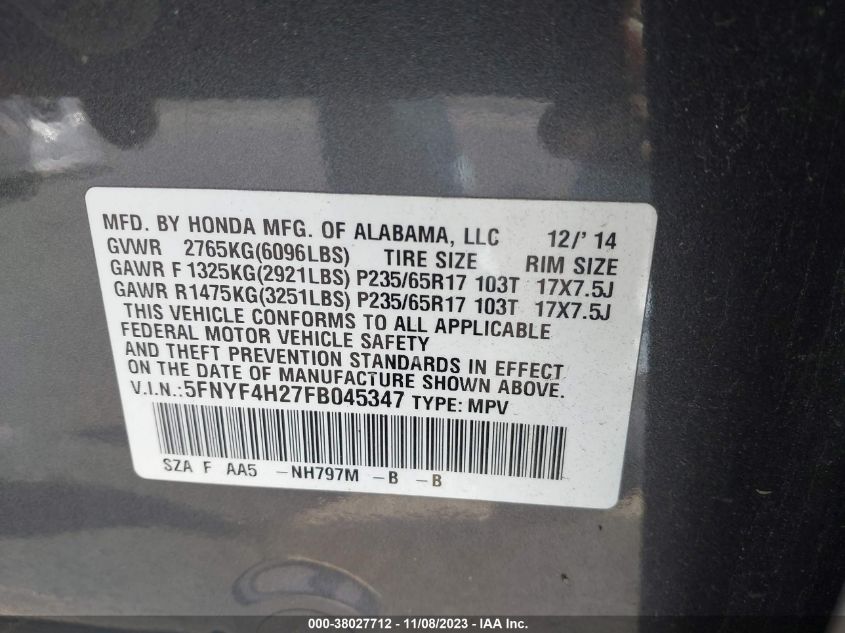 MFD. BY HONDA MFG. OF ALABAMA, LLC 12/' 14
GVWR 2765KG(6096LBS) TIRE SIZE RIM SIZE
GAWR F 1325KG(2921LBS) P235/65R17 103T 17X7.5J
GAWR R1475KG(3251LBS) P235/65R17 103T 17X7.5J
THIS VEHICLE CONFORMS TO ALL APPLICABLE
FEDERAL MOTOR VEHICLE SAFETY
AND THEFT PREVENTION STANDARDS IN EFFECT
ON THE DATE OF MANUFACTURE SHOWN ABOVE.
V.I.N.:5FNYF4H27FB045347 TYPE: MPV
SZA F AA5 -NH797M -B -B
000-38027712 - 11/08/2023 - IAA Inc.